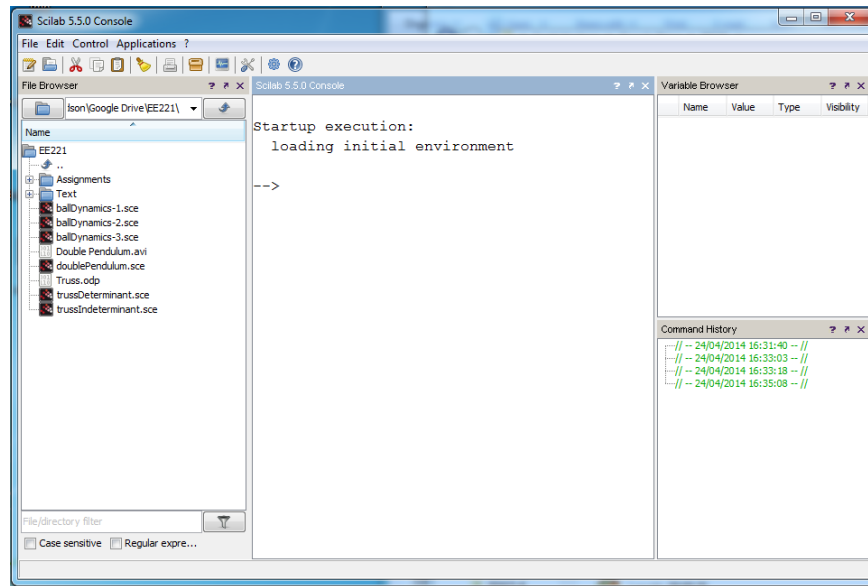 Scilab 5.5.0 Console
File Edit Control Applications ?
File Browser ? ↗ X
lson\Google Drive\EE221\
Name
EE221
..
Assignments
Text
ballDynamics-1.sce
ballDynamics-2.sce
ballDynamics-3.sce
Double Pendulum.avi
doublePendulum.sce
Truss.odp
trussDeterminant.sce
trussIndeterminant.sce
File/directory filter
Case sensitive Regular expre...
Scilab 5.5.0 Console ? ↗ X
Startup execution:
loading initial environment
-->
Variable Browser ? ↗ X
Name Value Type Visibility
Command History ? ↗ X
// -- 24/04/2014 16:31:40 -- //
// -- 24/04/2014 16:33:03 -- //
// -- 24/04/2014 16:33:18 -- //
// -- 24/04/2014 16:35:08 -- //